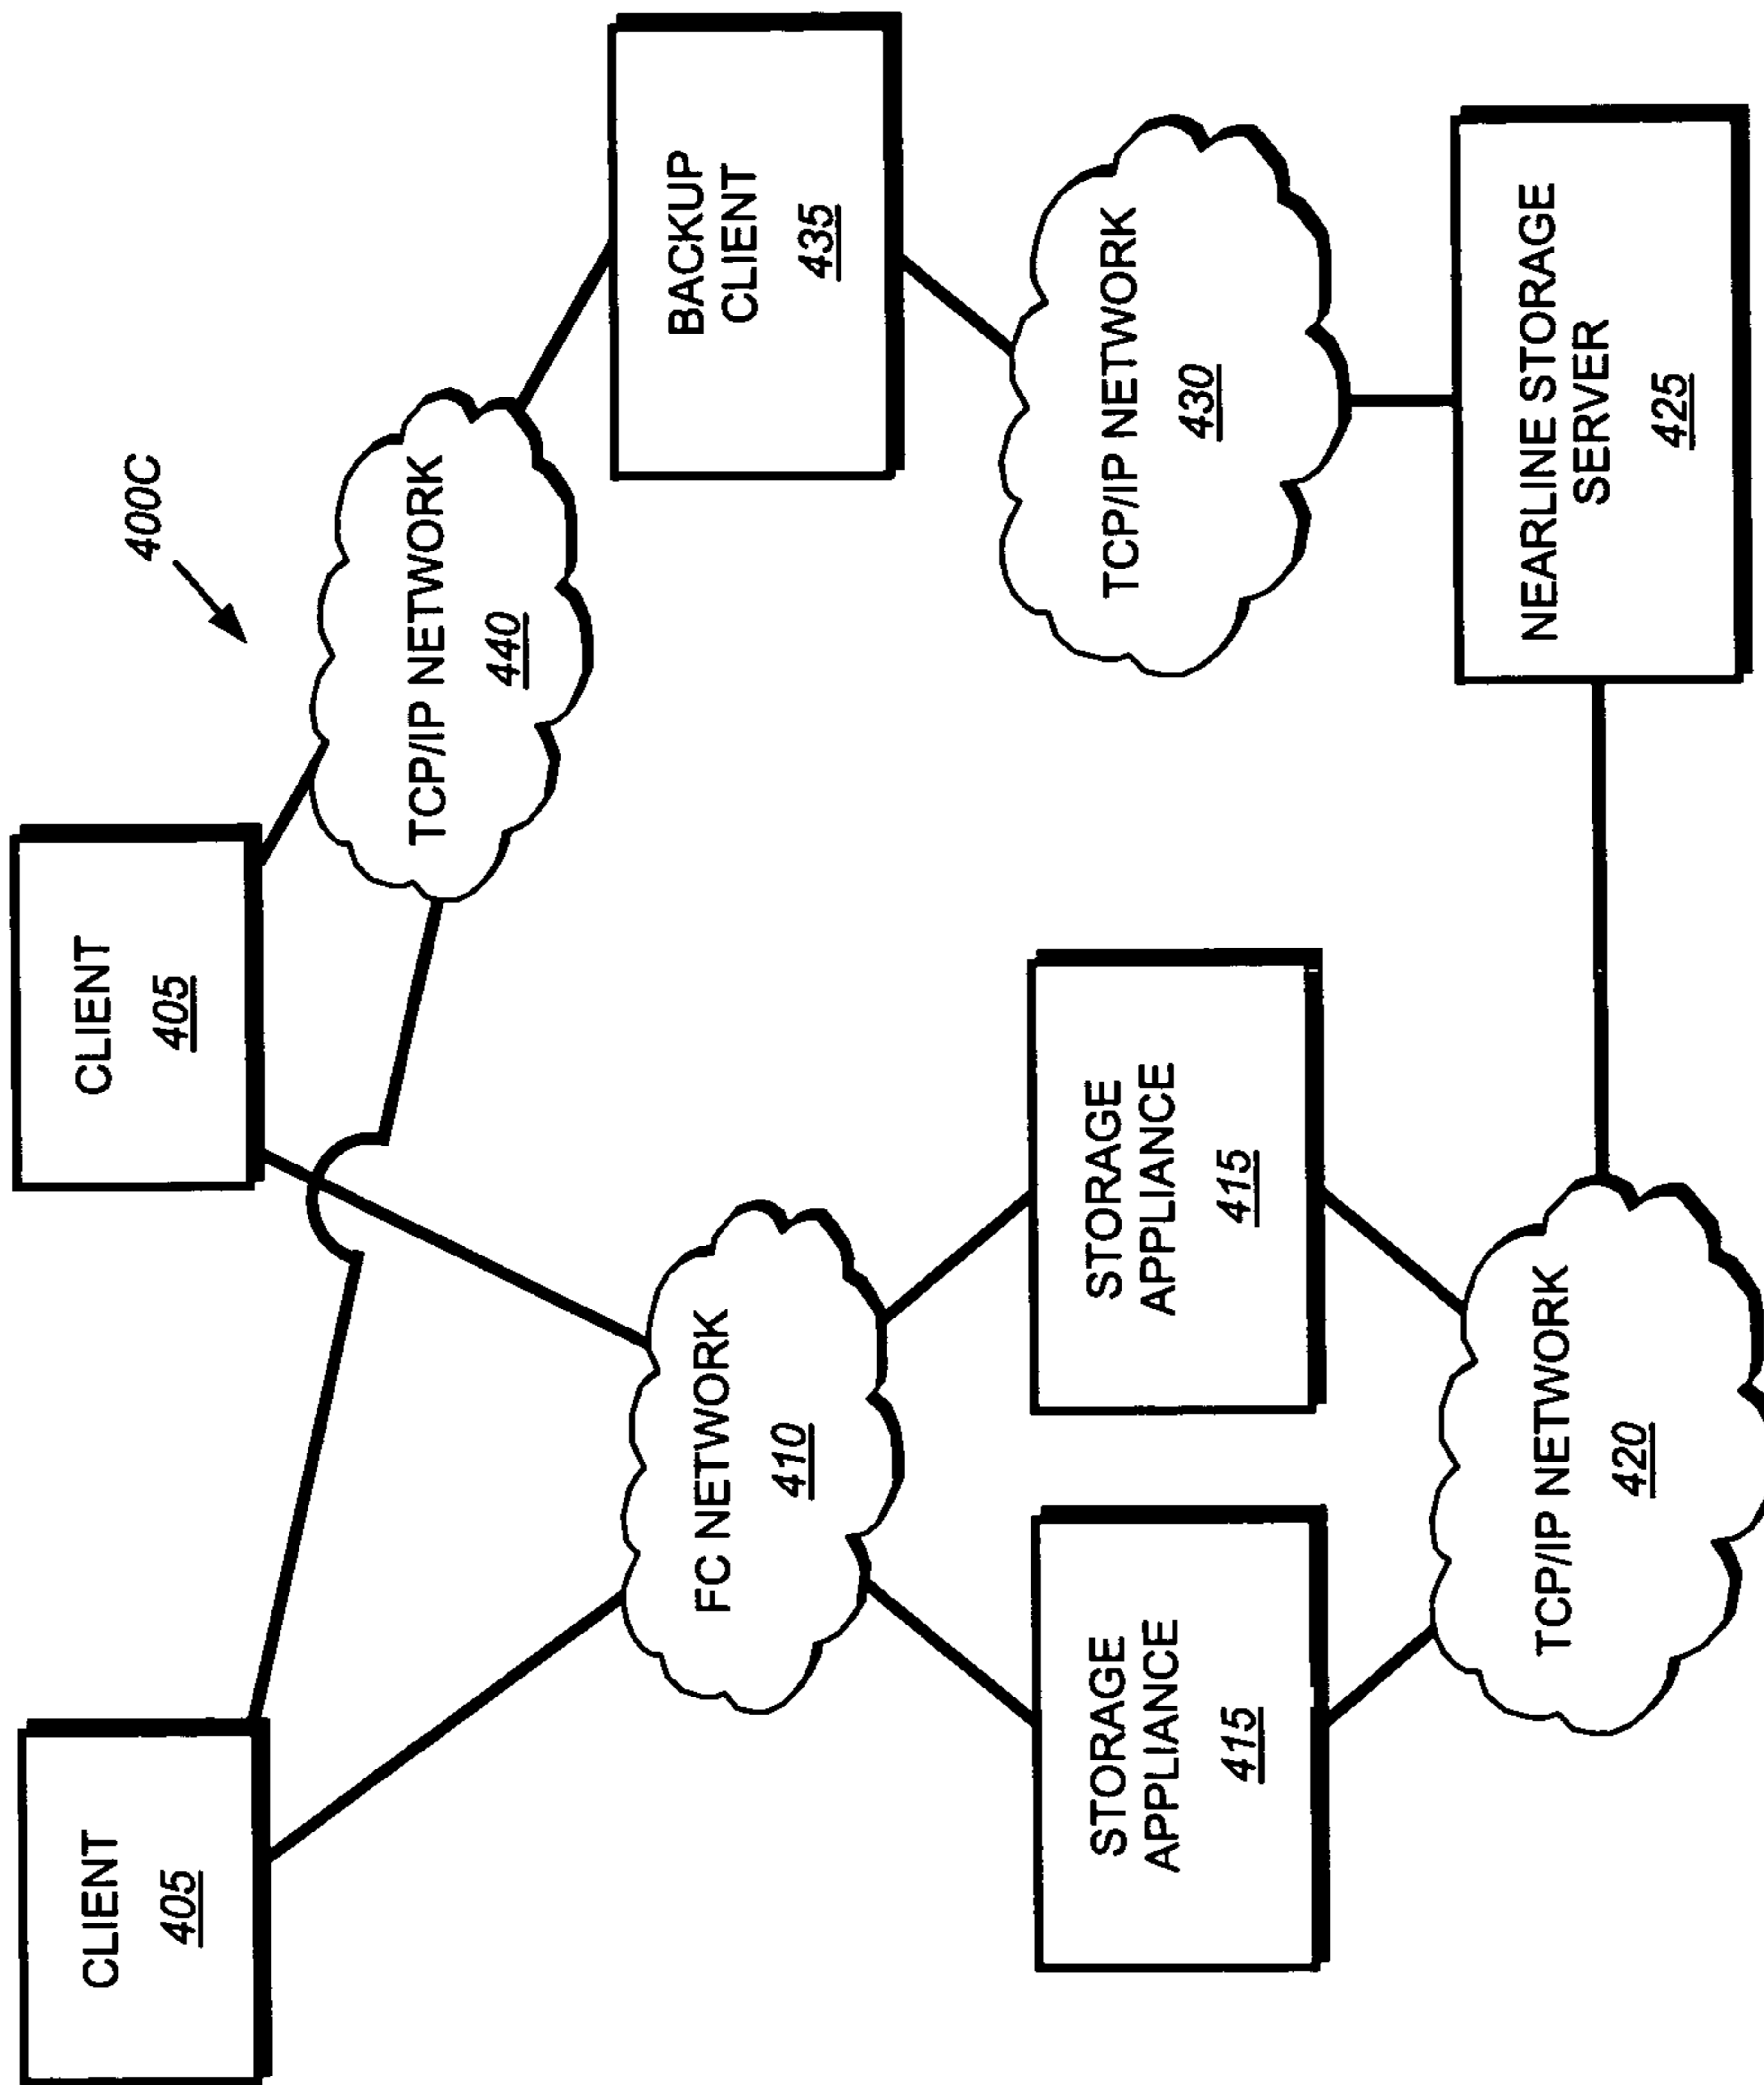 400C
CLIENT
405
CLIENT
405
TCP/IP NETWORK
440
BACKUP
CLIENT
435
FC NETWORK
410
STORAGE
APPLIANCE
415
STORAGE
APPLIANCE
415
TCP/IP NETWORK
430
TCP/IP NETWORK
420
NEARLINE STORAGE
SERVER
425